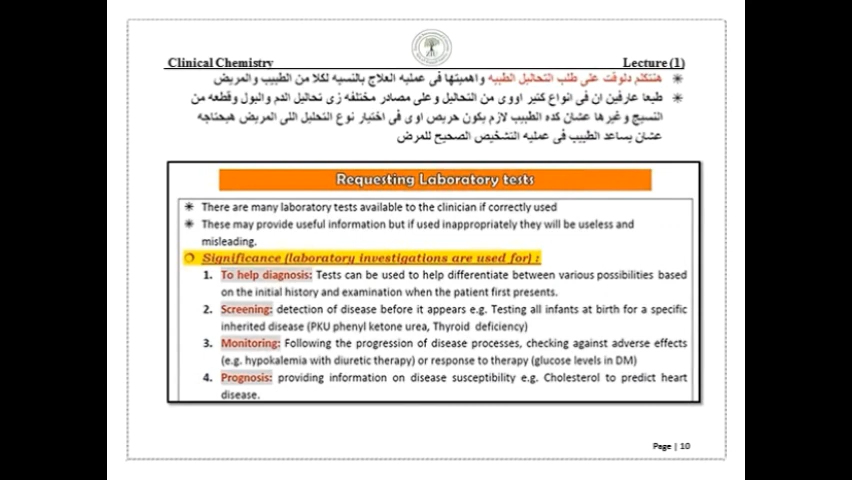 Clinical Chemistry
Lecture (1)
✳ هنتكلم دلوقت على طلب التحاليل الطبيه واهميتها فى عمليه العلاج بالنسبه لكلا من الطبيب والمريض
✳ طبعا عارفين ان فى انواع كتير اووى من التحاليل وعلى مصادر مختلفه زى تحاليل الدم والبول وقطعه من
النسيج وغيرها عشان كده الطبيب لازم يكون حريص اوى فى اختيار نوع التحليل اللى المريض هيحتاجه
عشان يساعد الطبيب فى عمليه التشخيص الصحيح للمرض
Requesting Laboratory tests
✳ There are many laboratory tests available to the clinician if correctly used
✳ These may provide useful information but if used inappropriately they will be useless and
misleading.
Significance (laboratory investigations are used for) :
1. To help diagnosis: Tests can be used to help differentiate between various possibilities based
on the initial history and examination when the patient first presents.
2. Screening: detection of disease before it appears e.g. Testing all infants at birth for a specific
inherited disease (PKU phenyl ketone urea, Thyroid deficiency)
3. Monitoring: Following the progression of disease processes, checking against adverse effects
(e.g. hypokalemia with diuretic therapy) or response to therapy (glucose levels in DM)
4. Prognosis: providing information on disease susceptibility e.g. Cholesterol to predict heart
disease.
Page | 10